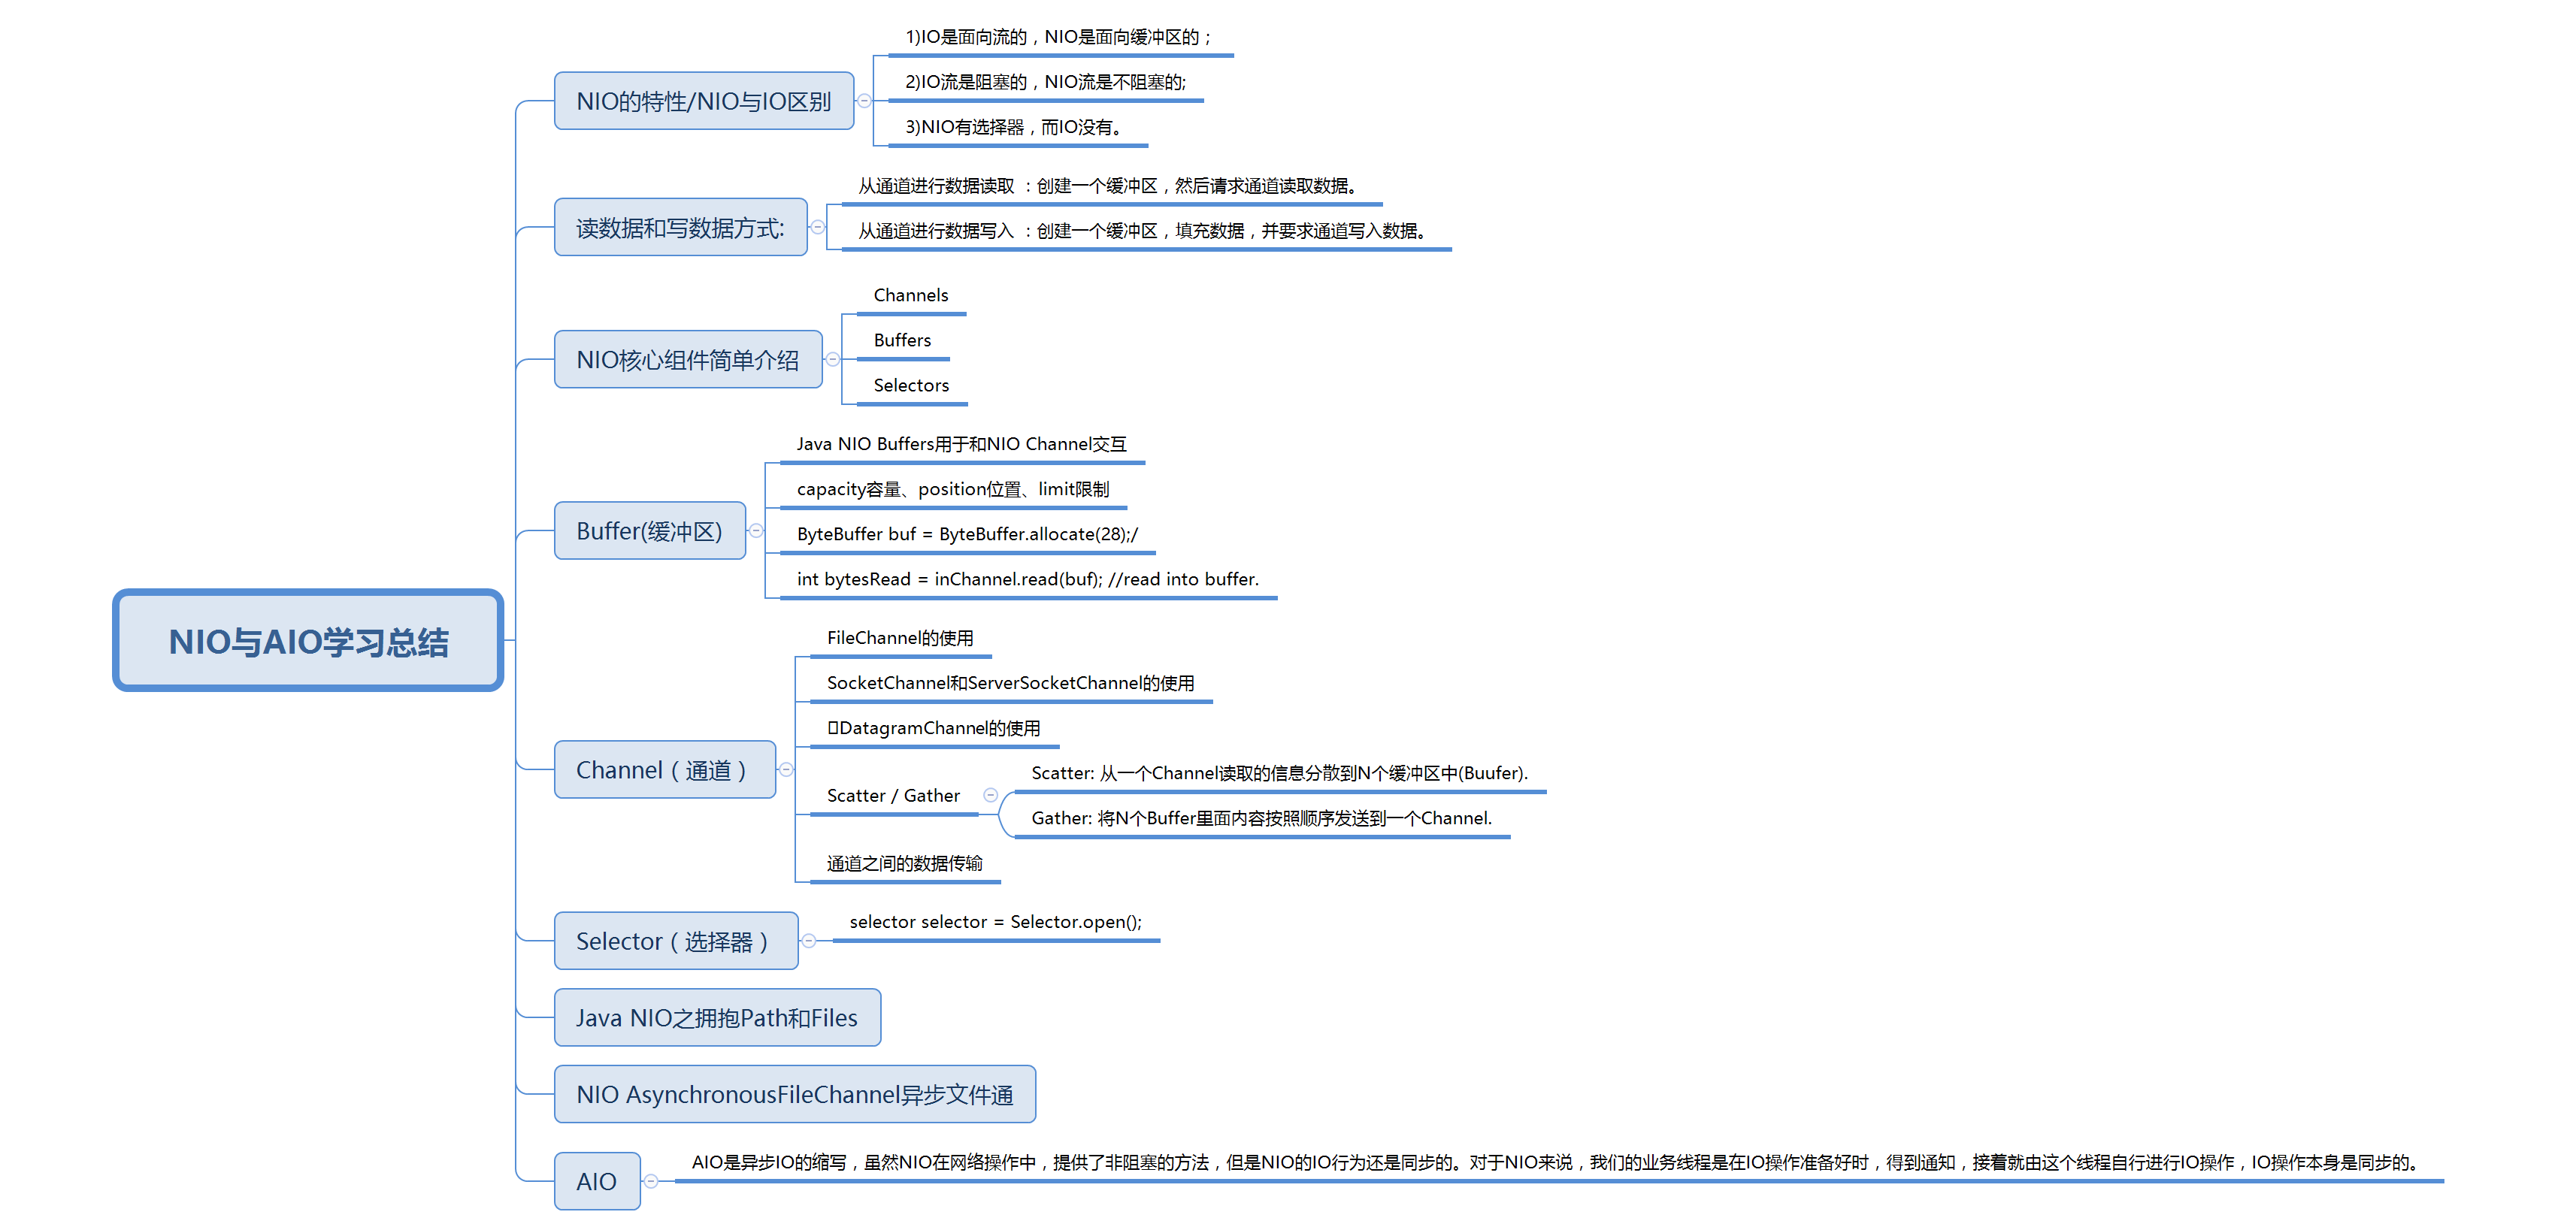 NIO与AIO学习总结
NIO的特性/NIO与IO区别
1)IO是面向流的，NIO是面向缓冲区的；
2)IO流是阻塞的，NIO流是不阻塞的;
3)NIO有选择器，而IO没有。
读数据和写数据方式:
从通道进行数据读取 ：创建一个缓冲区，然后请求通道读取数据。
从通道进行数据写入 ：创建一个缓冲区，填充数据，并要求通道写入数据。
NIO核心组件简单介绍
Channels
Buffers
Selectors
Buffer(缓冲区)
Java NIO Buffers用于和NIO Channel交互
capacity容量、position位置、limit限制
ByteBuffer buf = ByteBuffer.allocate(28);/
int bytesRead = inChannel.read(buf); //read into buffer.
Channel（通道）
FileChannel的使用
SocketChannel和ServerSocketChannel的使用
DatagramChannel的使用
Scatter / Gather
Scatter: 从一个Channel读取的信息分散到N个缓冲区中(Buufer).
Gather: 将N个Buffer里面内容按照顺序发送到一个Channel.
通道之间的数据传输
Selector（选择器）
selector selector = Selector.open();
Java NIO之拥抱Path和Files
NIO AsynchronousFileChannel异步文件通
AIO
AIO是异步IO的缩写，虽然NIO在网络操作中，提供了非阻塞的方法，但是NIO的IO行为还是同步的。对于NIO来说，我们的业务线程是在IO操作准备好时，得到通知，接着就由这个线程自行进行IO操作，IO操作本身是同步的。